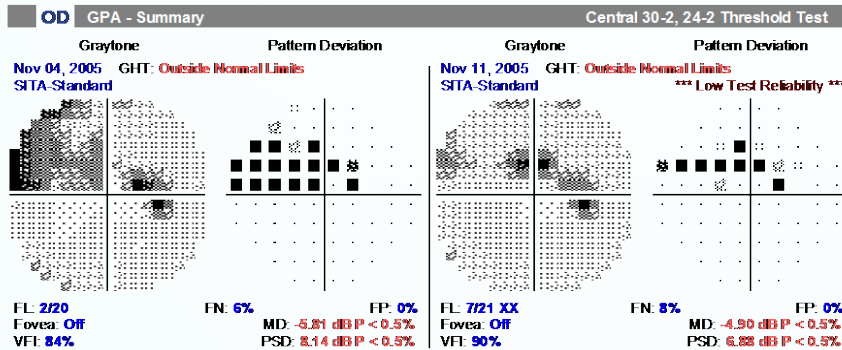 OD GPA - Summary Central 30-2, 24-2 Threshold Test
Graytone Pattern Deviation Graytone Pattern Deviation
Nov 04, 2005 GHT: Outside Normal Limits Nov 11, 2005 GHT: Outside Normal Limits
SITA-Standard SITA-Standard *** Low Test Reliability **
FL: 2/20 FN: 6% FP: 0% FL: 7/21 XX FN: 8% FP: 0%
Fovea: Off MD: -5.81 dB P < 0.5% Fovea: Off MD: -4.90 dB P < 0.5%
VFI: 84% PSD: 8.14 dB P < 0.5% VFI: 90% PSD: 6.88 dB P < 0.5%